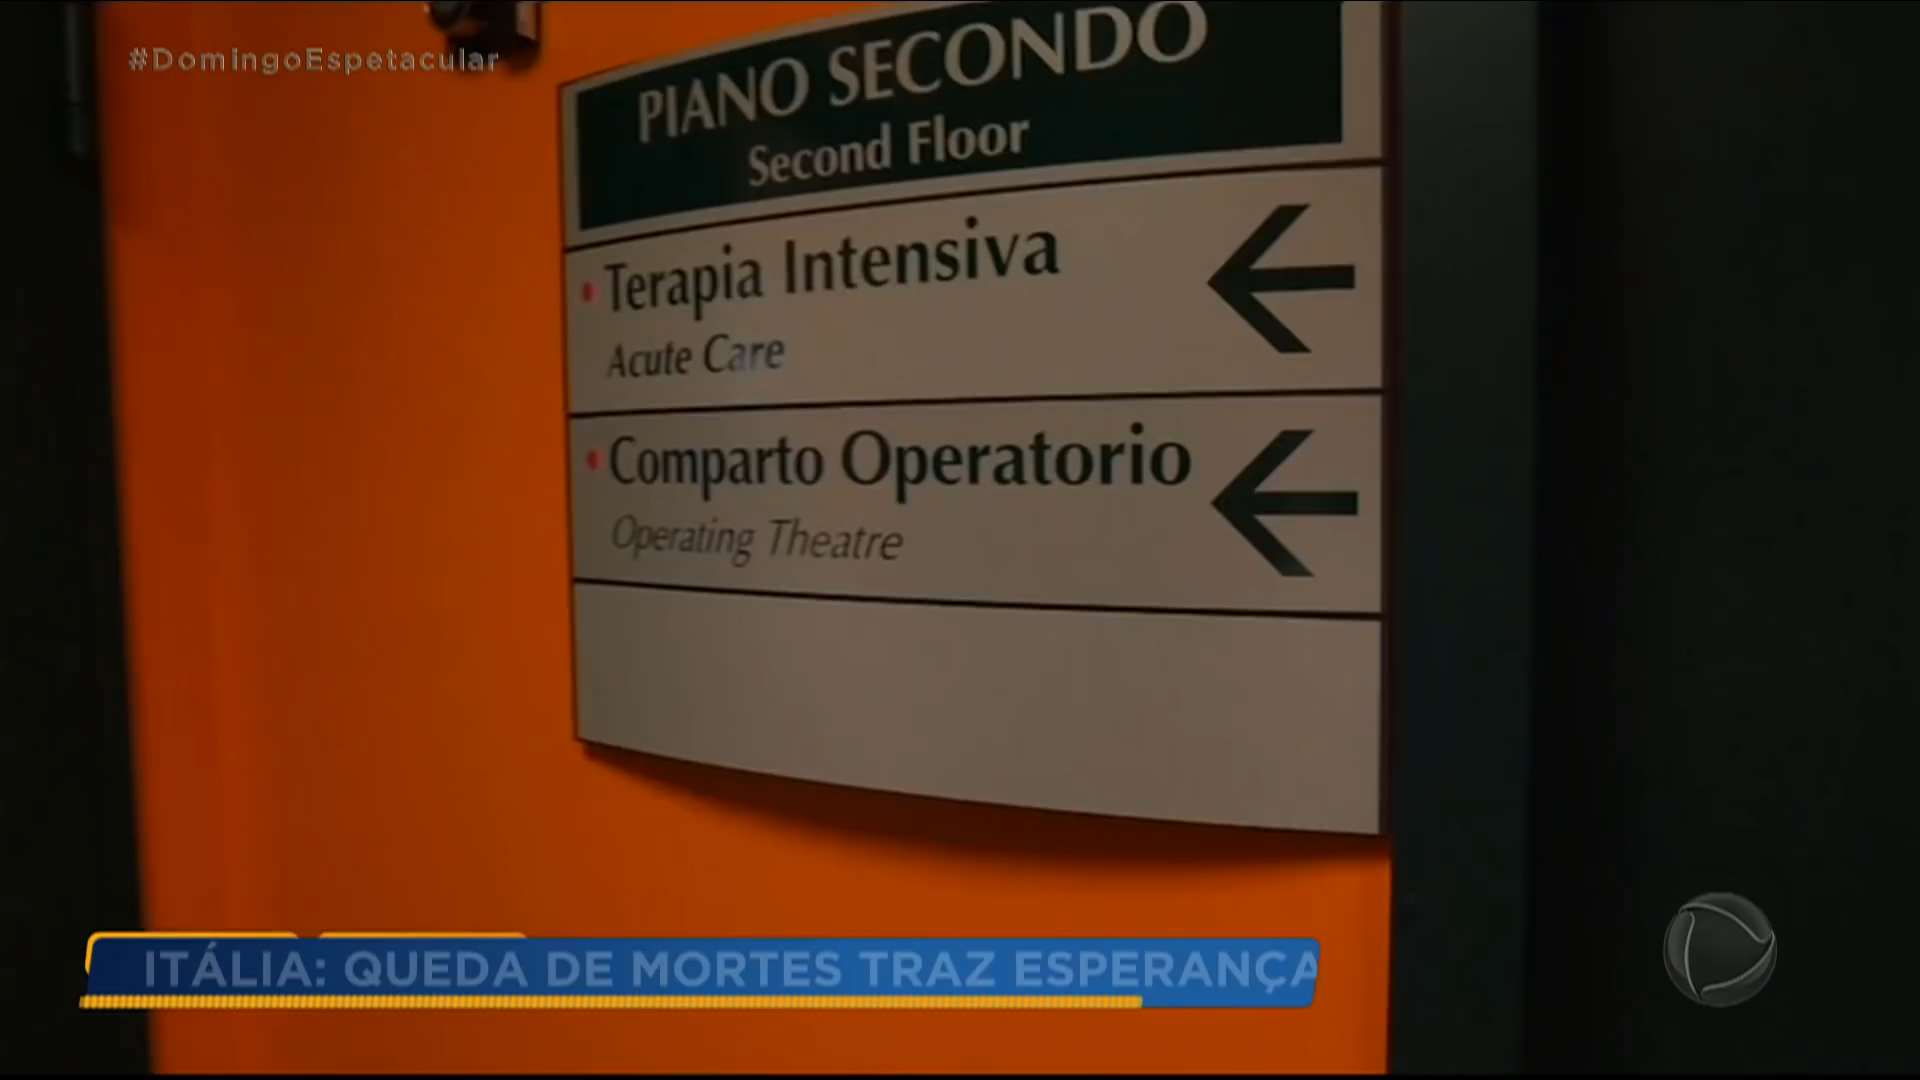 #DomingoEspetacular
PIANO SECONDO
Second Floor
Terapia Intensiva
Acute Care
Comparto Operatorio
Operating Theatre
ITÁLIA: QUEDA DE MORTES TRAZ ESPERANÇA